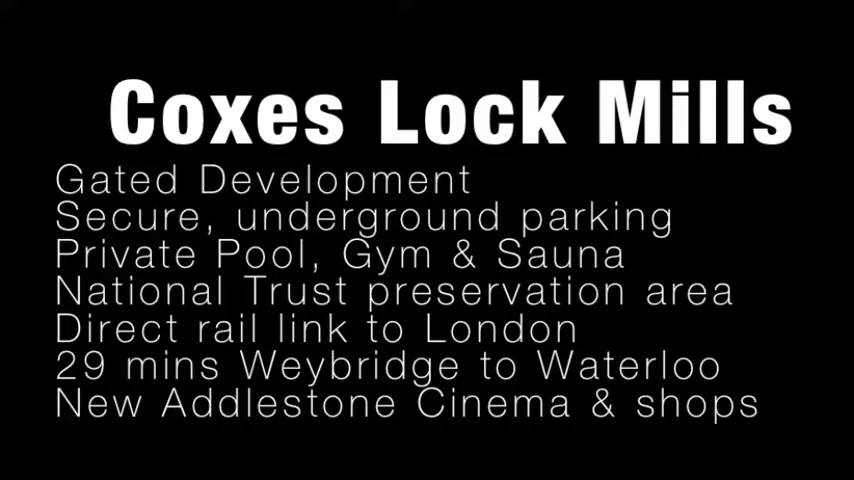 Coxes Lock Mills
Gated Development
Secure, underground parking
Private Pool, Gym & Sauna
National Trust preservation area
Direct rail link to London
29 mins Weybridge to Waterloo
New Addlestone Cinema & shops